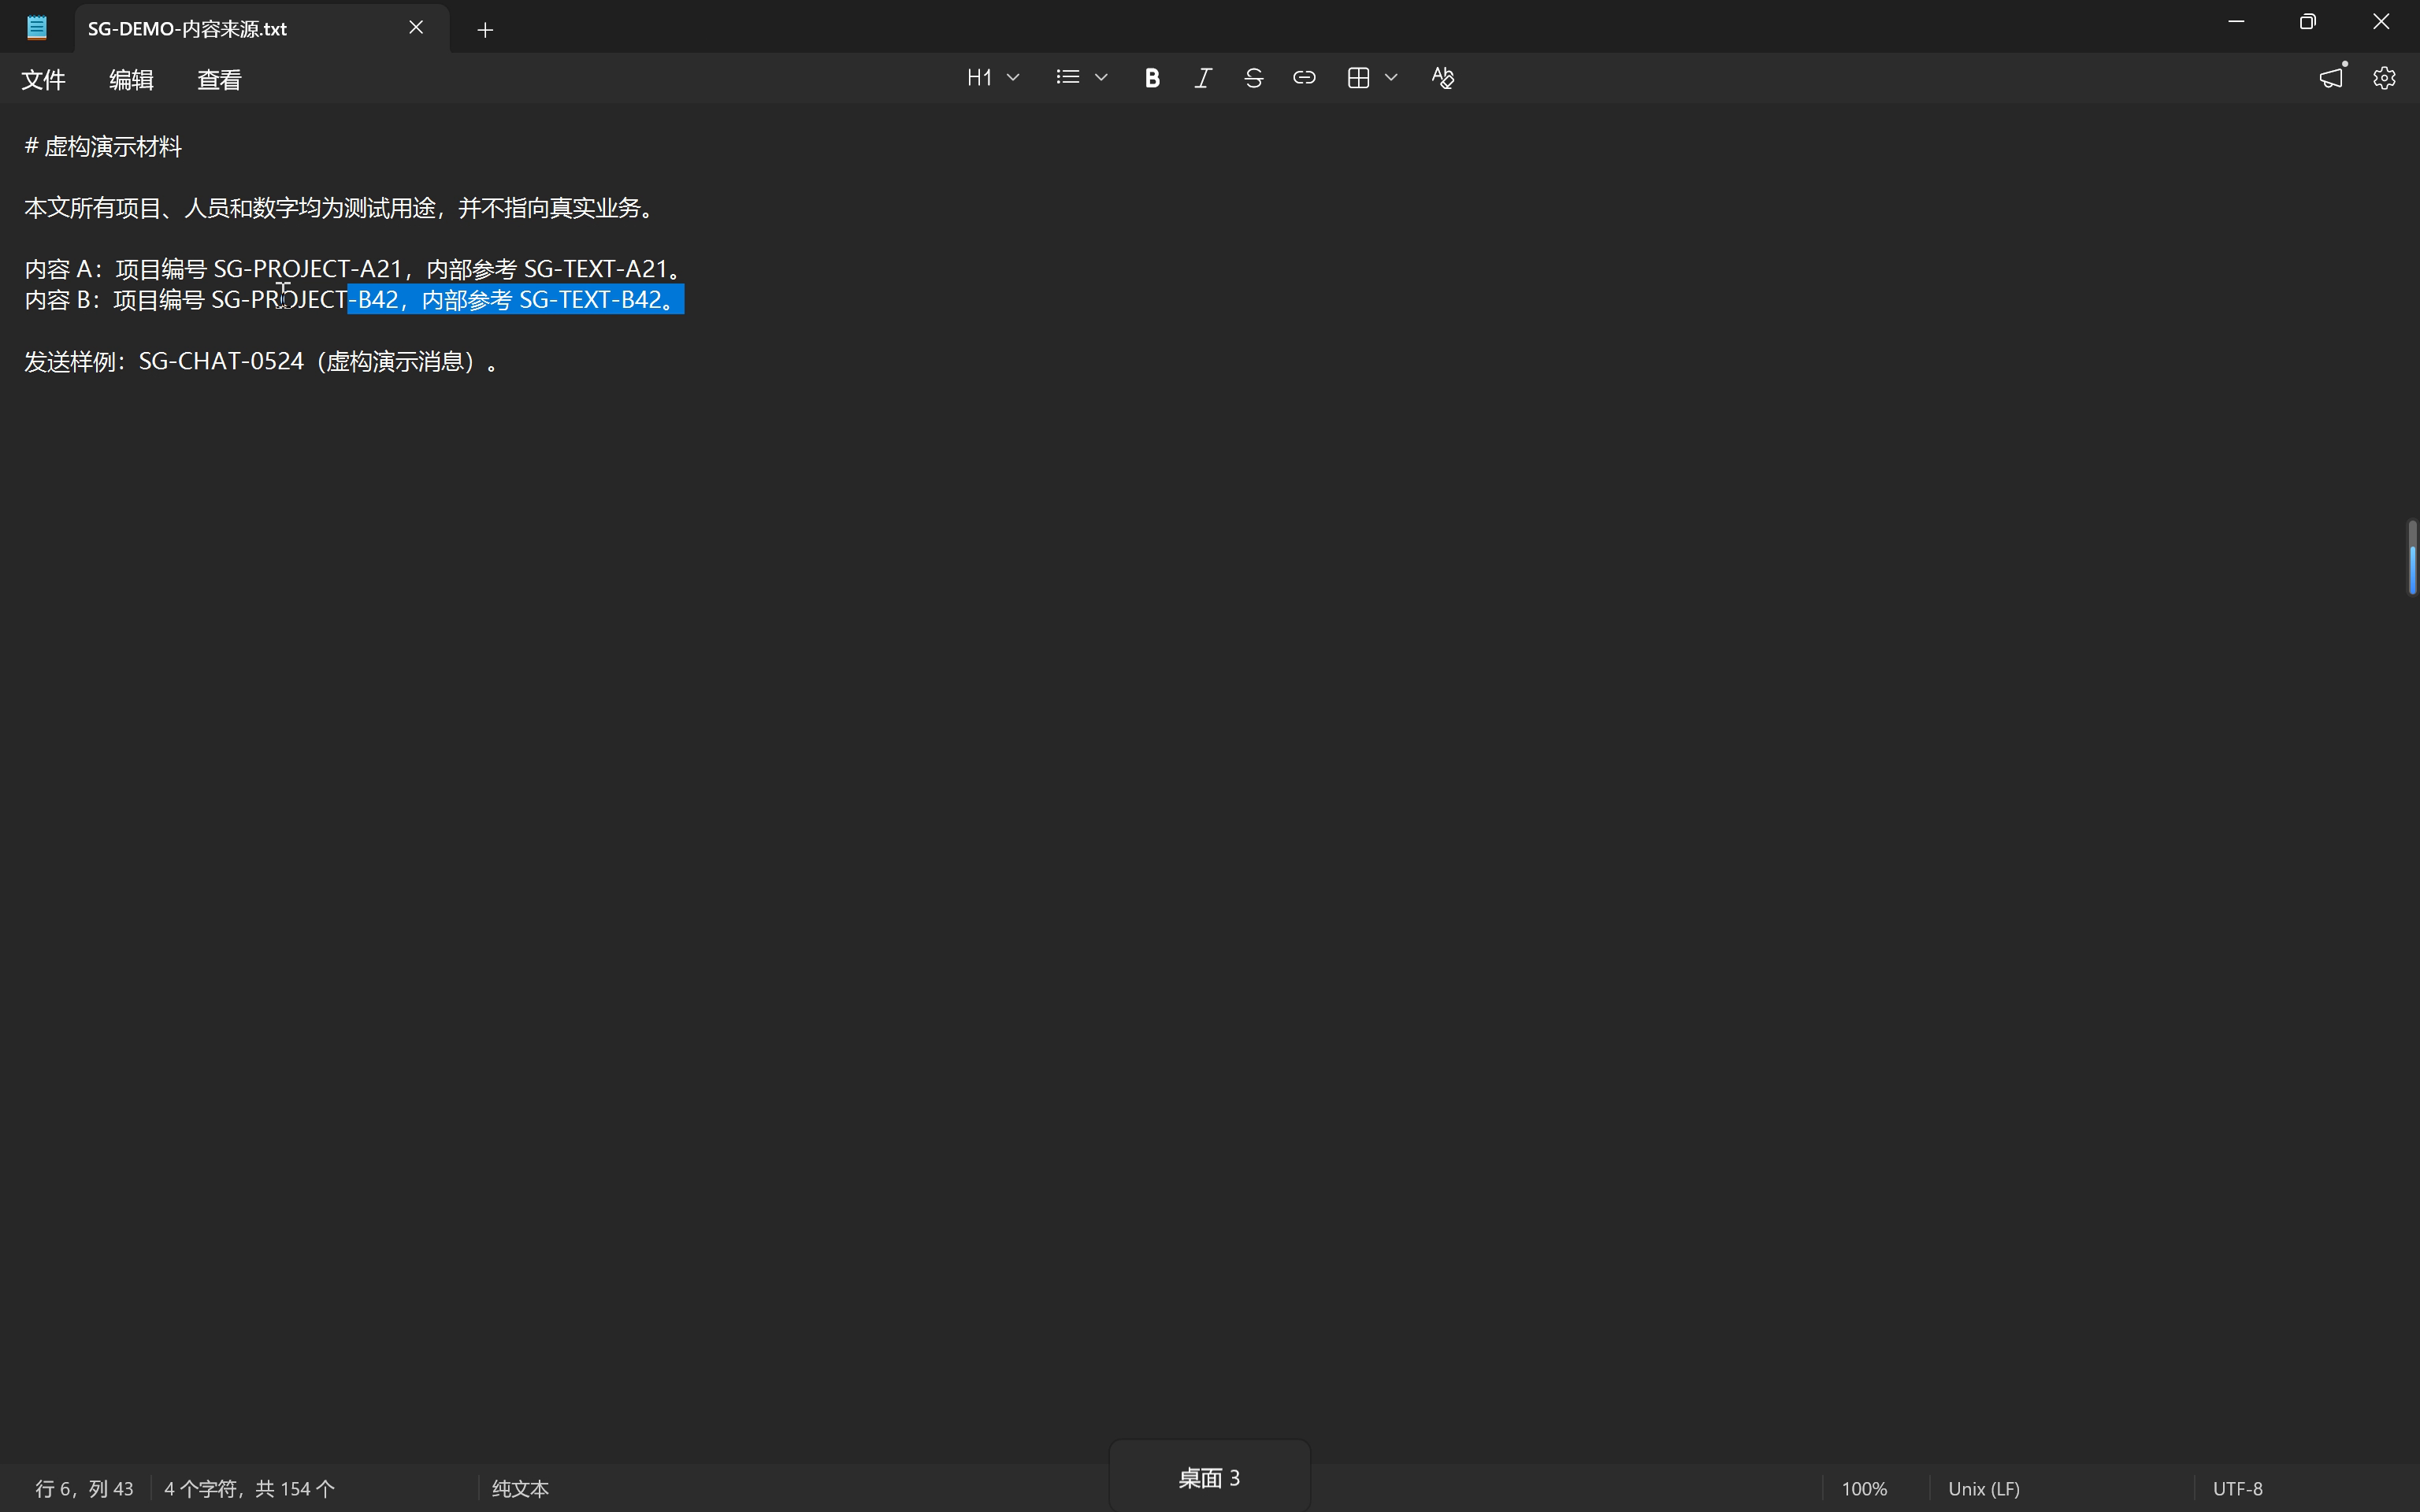 SG-DEMO-内容来源.txt
文件 编辑 查看 H1
# 虚构演示材料
本文所有项目、人员和数字均为测试用途，并不指向真实业务。
内容 A：项目编号 SG-PROJECT-A21，内部参考 SG-TEXT-A21。
内容 B：项目编号 SG-PROJECT-B42，内部参考 SG-TEXT-B42。
发送样例：SG-CHAT-0524（虚构演示消息）。
桌面 3
行 6，列 43 4 个字符，共 154 个 纯文本 100% Unix (LF) UTF-8